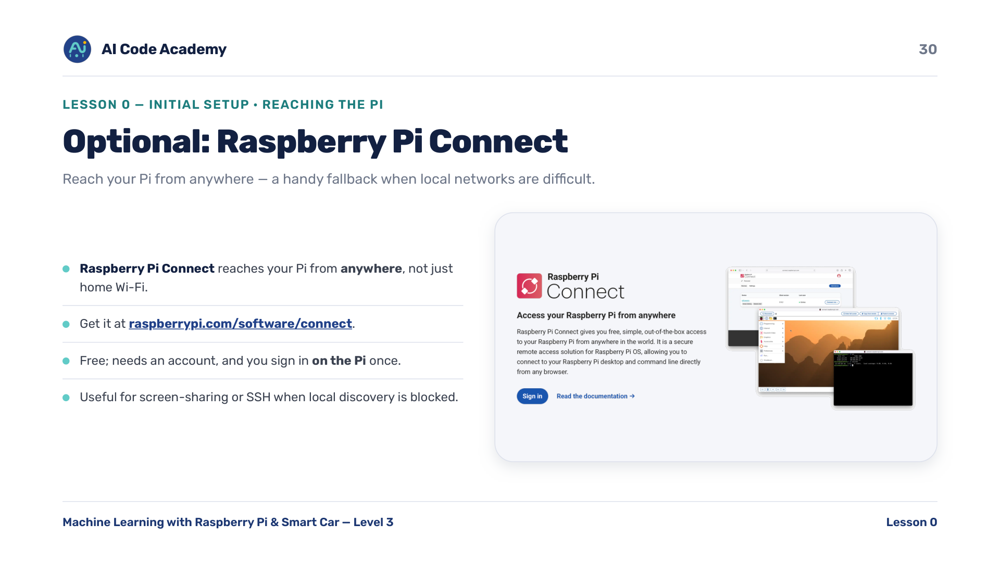 AI Code Academy
30
LESSON 0 — INITIAL SETUP · REACHING THE PI
Optional: Raspberry Pi Connect
Reach your Pi from anywhere — a handy fallback when local networks are difficult.
Raspberry Pi Connect reaches your Pi from anywhere, not just
home Wi-Fi.
Get it at raspberrypi.com/software/connect.
Free; needs an account, and you sign in on the Pi once.
Useful for screen-sharing or SSH when local discovery is blocked.
Raspberry Pi
Connect
Access your Raspberry Pi from anywhere
Raspberry Pi Connect gives you free, simple, out-of-the-box access
to your Raspberry Pi from anywhere in the world. It is a secure
remote access solution for Raspberry Pi OS, allowing you to
connect to your Raspberry Pi desktop and command line directly
from any browser.
Sign in
Read the documentation →
Machine Learning with Raspberry Pi & Smart Car — Level 3
Lesson 0